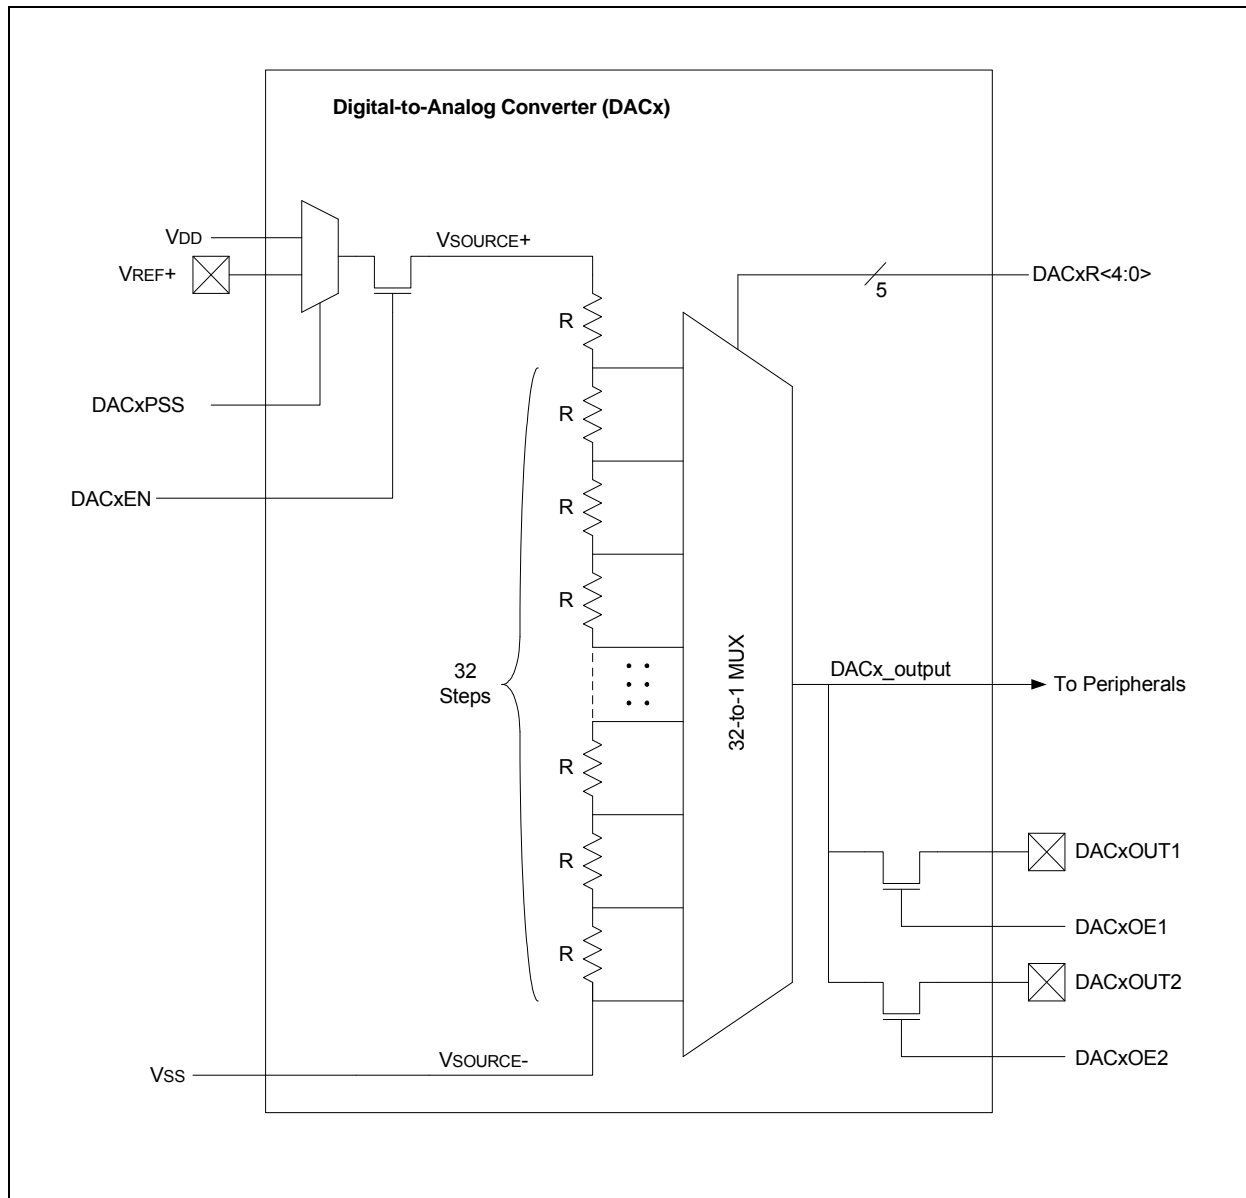 Digital-to-Analog Converter (DACx)
VDD
VSOURCE+
VREF+
DACxR<4:0>
5
R
DACxPSS
R
DACxEN
R
R
32
Steps
32-to-1 MUX
DACx_output
To Peripherals
R
R
DACxOUT1
DACxOE1
R
DACxOUT2
DACxOE2
VSOURCE-
VSS